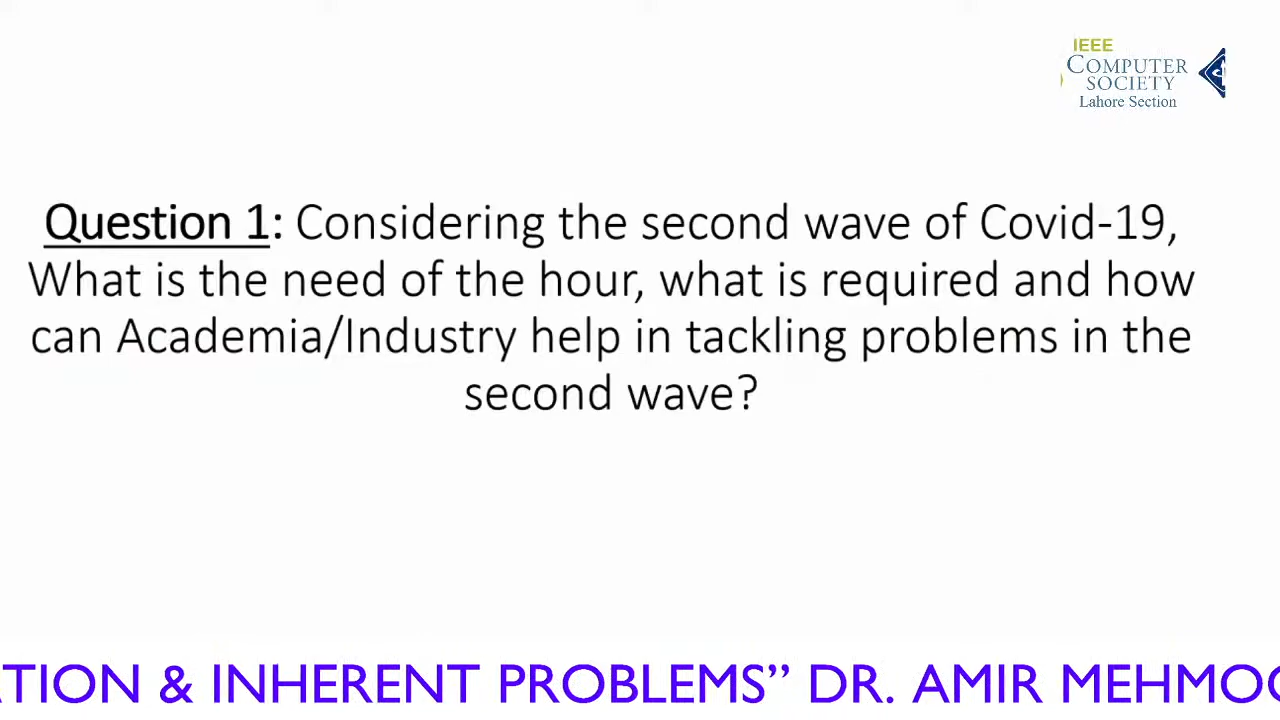 IEEE
COMPUTER
SOCIETY
Lahore Section
Question 1: Considering the second wave of Covid-19,
What is the need of the hour, what is required and how
can Academia/Industry help in tackling problems in the
second wave?
& INHERENT PROBLEMS” DR. AMIR